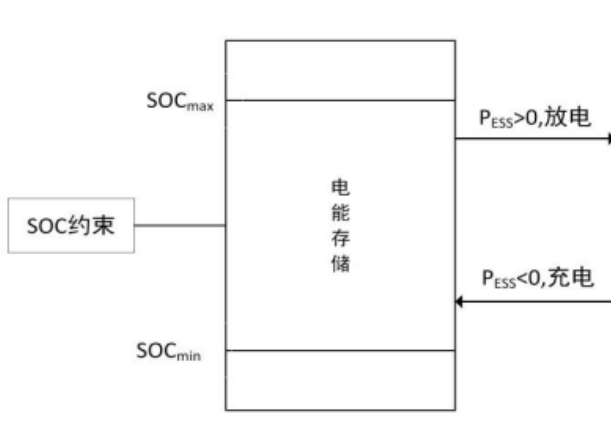 SOCmax
PESS>0,放电
电
能
存
储
SOC约束
PESS<0,充电
SOCmin